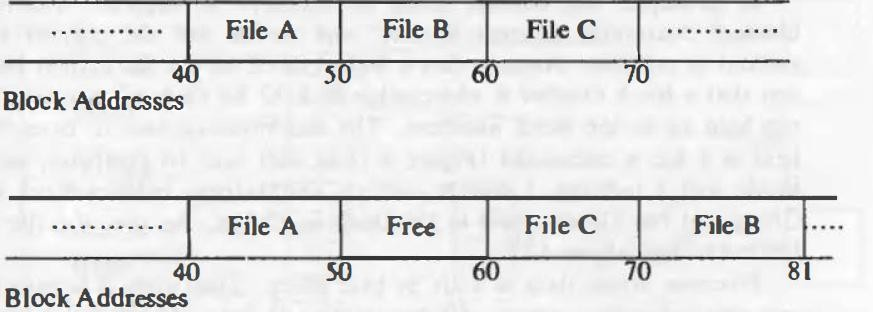 ............... File A File B File C ...............
40 50 60 70
Block Addresses
............... File A Free File C File B .....
40 50 60 70 81
Block Addresses